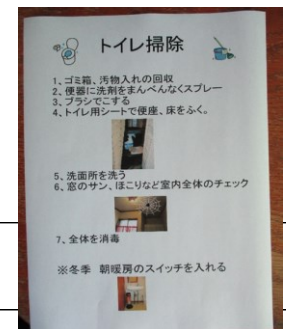 トイレ掃除
1、ゴミ箱、汚物入れの回収
2、便器に洗剤をまんべんなくスプレー
3、ブラシでこする
4、トイレ用シートで便座、床をふく。
5、洗面所を洗う
6、窓のサン、ほこりなど室内全体のチェック
7、全体を消毒
※冬季　朝暖房のスイッチを入れる